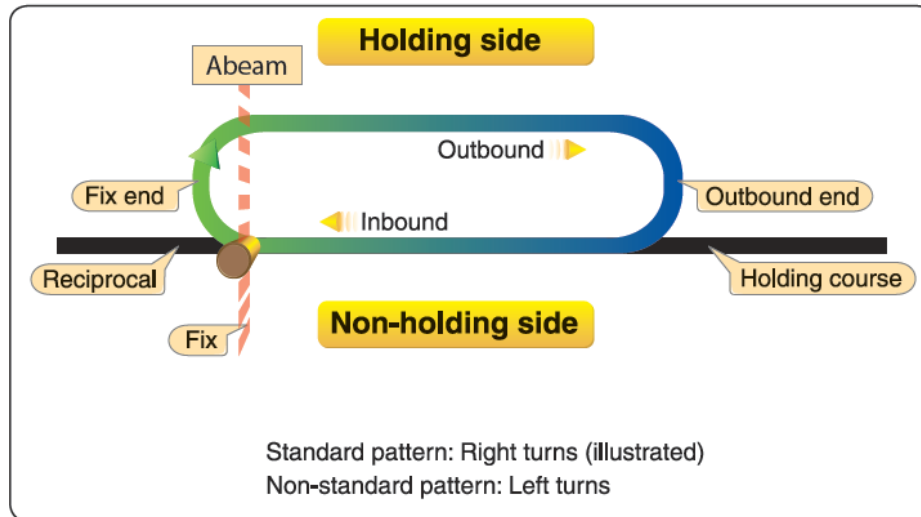 Holding side
Abeam
Outbound
Fix end
Outbound end
Inbound
Reciprocal
Holding course
Non-holding side
Fix
Standard pattern: Right turns (illustrated)
Non-standard pattern: Left turns